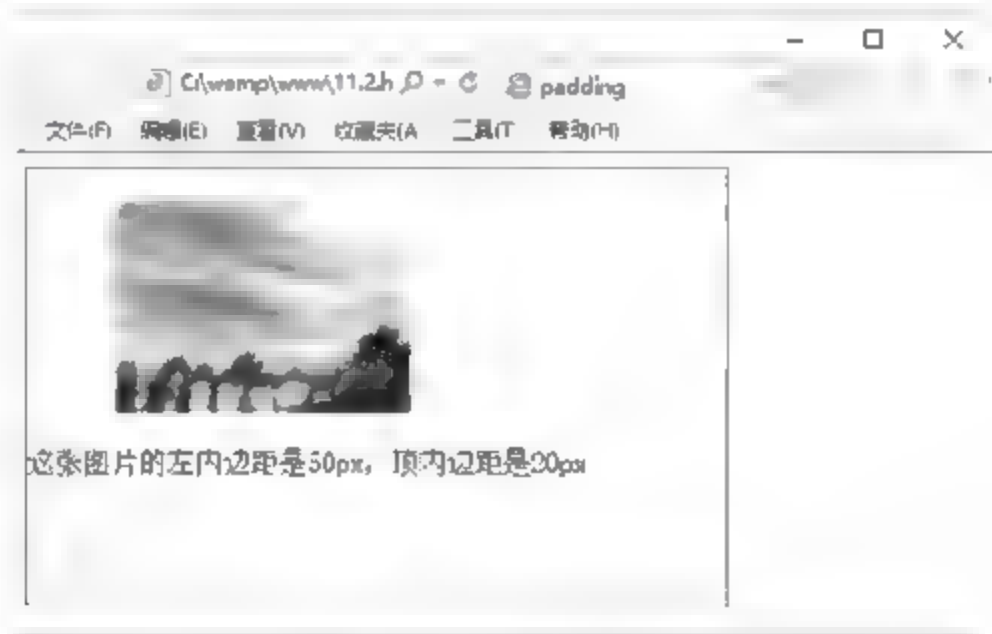 C:\wamp\www\11.2.h padding
文件(F) 编辑(E) 查看(V) 收藏夹(A 工具(T 帮助(H)
这张图片的左内边距是50px，顶内边距是20px